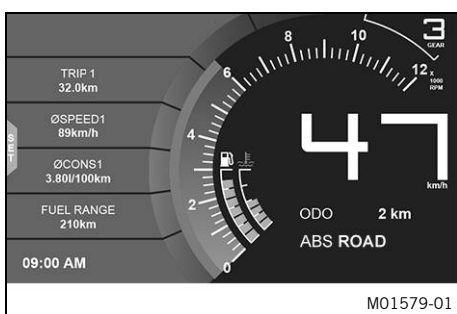 TRIP 1
32.0km
ØSPEED1
89km/h
ØCONS1
3.80l/100km
FUEL RANGE
210km
09:00 AM
SET
0
2
4
6
8
10
12
x
1000
RPM
3
GEAR
47
km/h
ODO 2 km
ABS ROAD
M01579-01